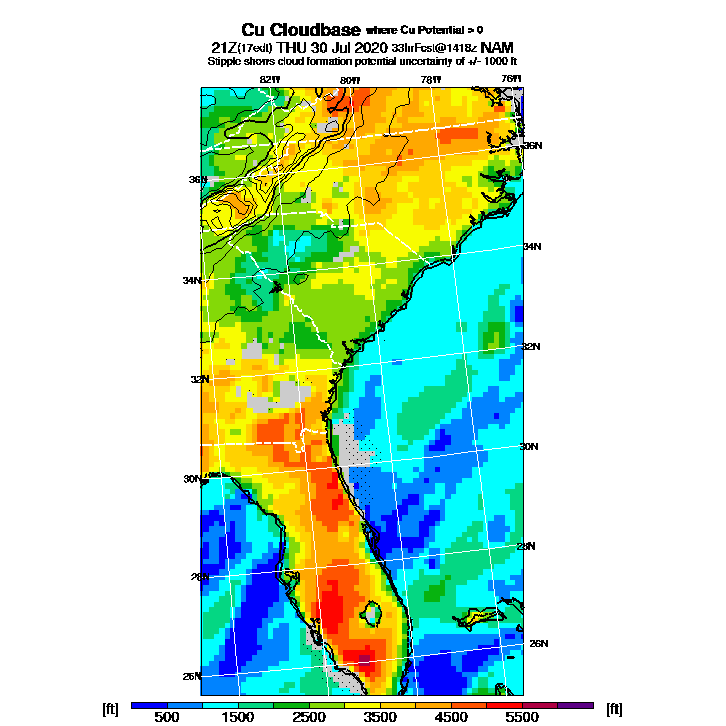 Cu Cloudbase where Cu Potential > 0
21Z(17edt) THU 30 Jul 2020 33hrFcst@1418z NAM
Stipple shows cloud formation potential uncertainty of +/- 1000 ft
82W 80W 78W 76W
36N
36N
34N
34N
32N
32N
30N
30N
28N
28N
26N
26N
[ft] 500 1500 2500 3500 4500 5500 [ft]